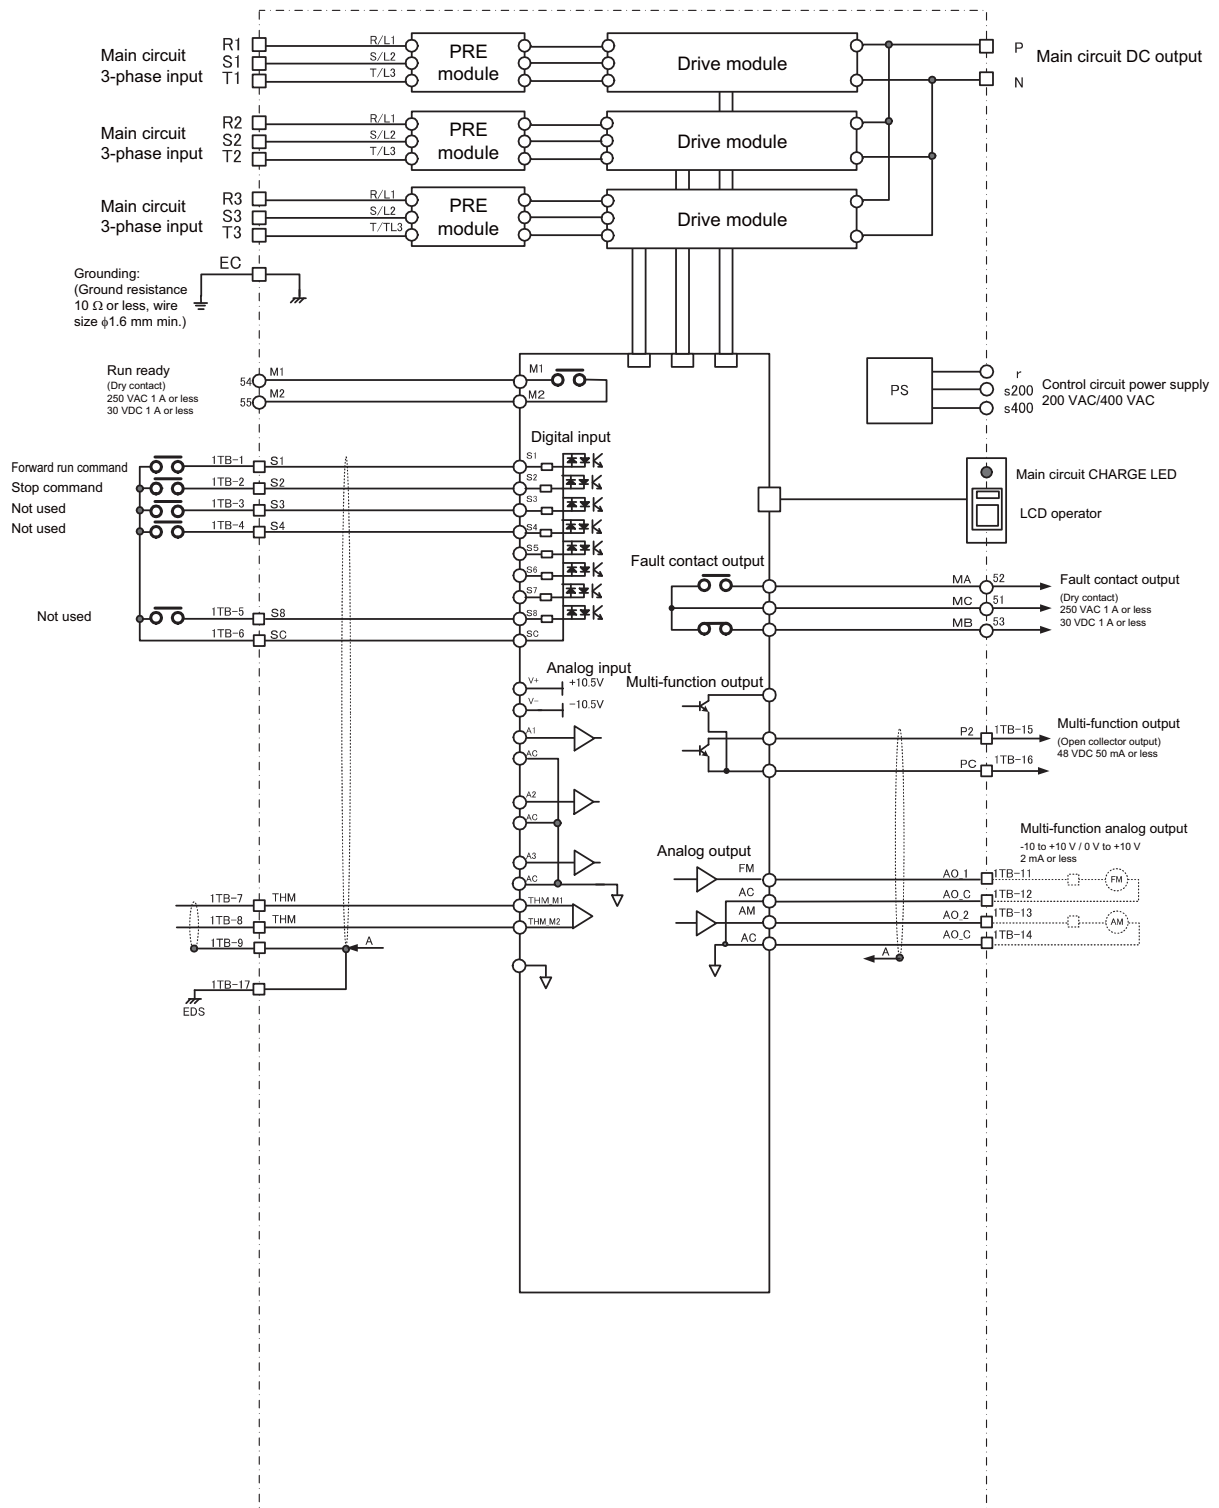 Main circuit
3-phase input
R1
S1
T1
R/L1
S/L2
T/L3
PRE
module
Drive module
P
N
Main circuit DC output
Main circuit
3-phase input
R2
S2
T2
R/L1
S/L2
T/L3
PRE
module
Drive module
Main circuit
3-phase input
R3
S3
T3
R/L1
S/L2
T/TL3
PRE
module
Drive module
EC
Grounding:
(Ground resistance
10 Ω or less, wire
size ϕ1.6 mm min.)
Run ready
(Dry contact)
250 VAC 1 A or less
30 VDC 1 A or less
54
M1
55
M2
M1
M2
PS
r
s200
s400
Control circuit power supply
200 VAC/400 VAC
Digital input
Forward run command
1TB-1
S1
S1
Stop command
1TB-2
S2
S2
Not used
1TB-3
S3
S3
Not used
1TB-4
S4
S4
S5
S6
S7
Not used
1TB-5
S8
S8
1TB-6
SC
SC
Main circuit CHARGE LED
LCD operator
Fault contact output
MA
52
MC
51
MB
53
Fault contact output
(Dry contact)
250 VAC 1 A or less
30 VDC 1 A or less
Analog input
V+
+10.5V
V-
-10.5V
A1
AC
A2
AC
A3
AC
Multi-function output
P2
1TB-15
PC
1TB-16
Multi-function output
(Open collector output)
48 VDC 50 mA or less
Multi-function analog output
-10 to +10 V / 0 V to +10 V
2 mA or less
Analog output
FM
AO_1
1TB-11
FM
AC
AO_C
1TB-12
AM
AO_2
1TB-13
AM
AC
AO_C
1TB-14
A
1TB-7
THM
THM_M1
1TB-8
THM
THM_M2
1TB-9
A
1TB-17
EDS